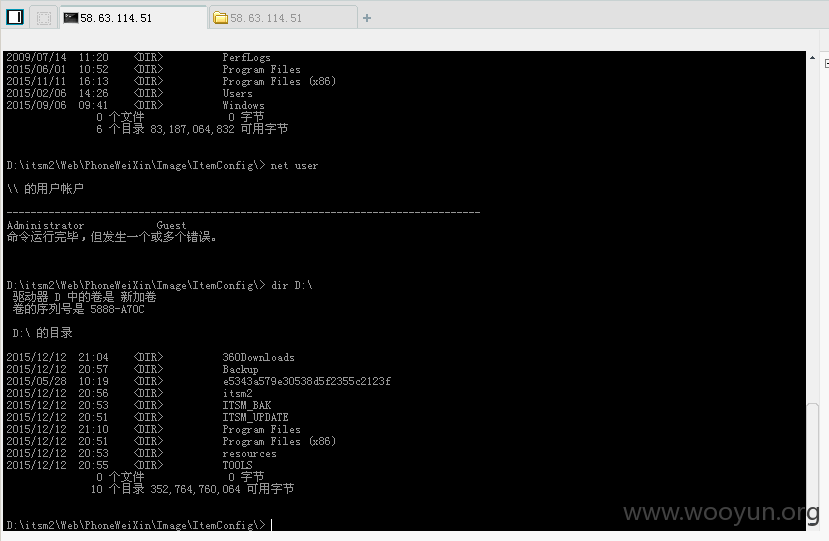 58.63.114.51
58.63.114.51
2009/07/14  11:20    <DIR>          PerfLogs
2015/06/01  10:52    <DIR>          Program Files
2015/11/11  16:13    <DIR>          Program Files (x86)
2015/02/06  14:26    <DIR>          Users
2015/09/06  09:41    <DIR>          Windows
0 个文件              0 字节
6 个目录 83,187,064,832 可用字节
D:\itsm2\Web\PhoneWeiXin\Image\ItemConfig\> net user
\\ 的用户帐户
-------------------------------------------------------------------------------
Administrator            Guest
命令运行完毕，但发生一个或多个错误。
D:\itsm2\Web\PhoneWeiXin\Image\ItemConfig\> dir D:\
驱动器 D 中的卷是 新加卷
卷的序列号是 5888-A70C
D:\ 的目录
2015/12/12  21:04    <DIR>          360Downloads
2015/12/12  20:57    <DIR>          Backup
2015/05/28  10:19    <DIR>          e5343a579e30538d5f2355c2123f
2015/12/12  20:56    <DIR>          itsm2
2015/12/12  20:53    <DIR>          ITSM_BAK
2015/12/12  20:51    <DIR>          ITSM_UPDATE
2015/12/12  21:10    <DIR>          Program Files
2015/12/12  20:51    <DIR>          Program Files (x86)
2015/12/12  20:53    <DIR>          resources
2015/12/12  20:55    <DIR>          TOOLS
0 个文件              0 字节
10 个目录 352,764,760,064 可用字节
D:\itsm2\Web\PhoneWeiXin\Image\ItemConfig\>
www.wooyun.org